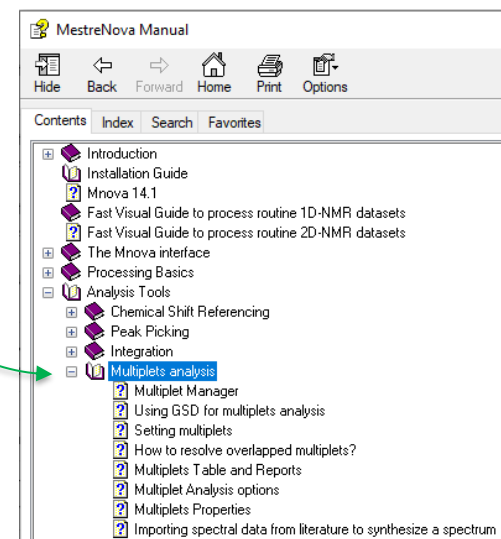 MestreNova Manual
Hide Back Forward Home Print Options
Contents Index Search Favorites
Introduction
Installation Guide
Mnova 14.1
Fast Visual Guide to process routine 1D-NMR datasets
Fast Visual Guide to process routine 2D-NMR datasets
The Mnova interface
Processing Basics
Analysis Tools
Chemical Shift Referencing
Peak Picking
Integration
Multiplets analysis
Multiplet Manager
Using GSD for multiplets analysis
Setting multiplets
How to resolve overlapped multiplets?
Multiplets Table and Reports
Multiplet Analysis options
Multiplets Properties
Importing spectral data from literature to synthesize a spectrum